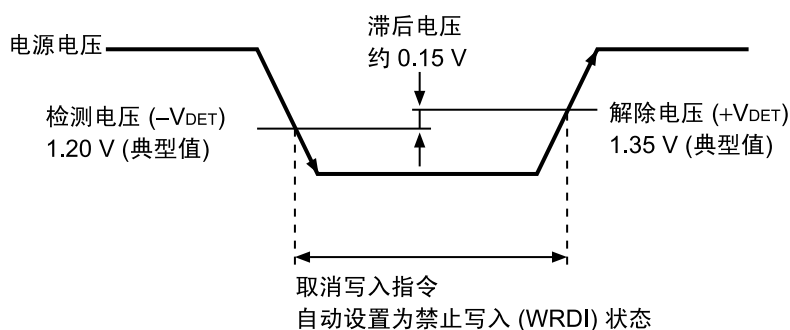 滞后电压
约 0.15 V
电源电压
检测电压 (–VDET)
1.20 V (典型值)
解除电压 (+VDET)
1.35 V (典型值)
取消写入指令
自动设置为禁止写入 (WRDI) 状态